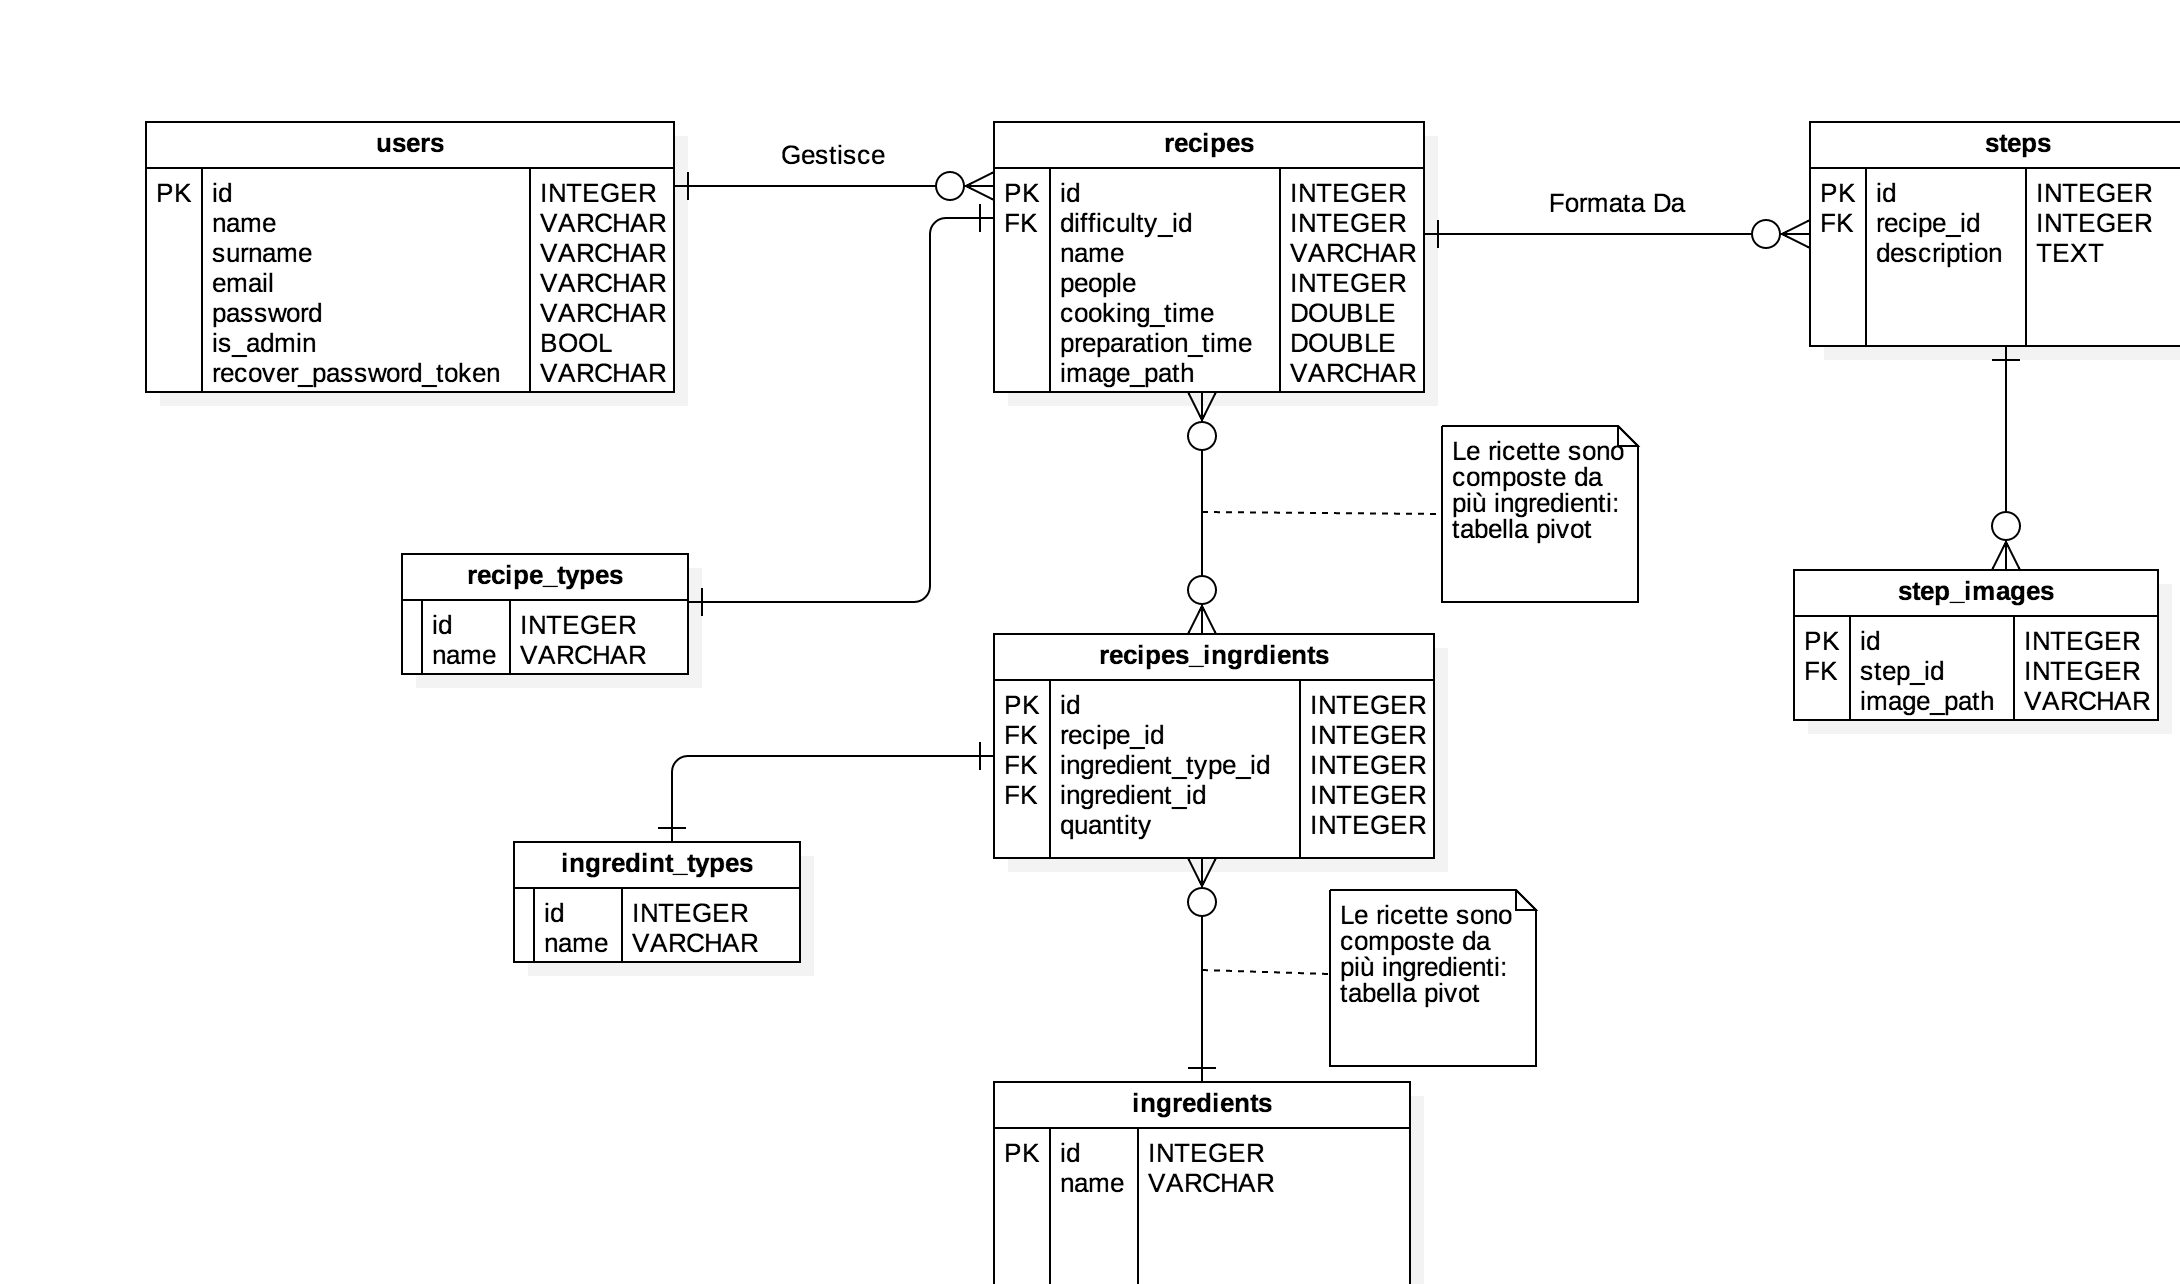 users
PK id INTEGER
name VARCHAR
surname VARCHAR
email VARCHAR
password VARCHAR
is_admin BOOL
recover_password_token VARCHAR
Gestisce
recipes
PK id INTEGER
FK difficulty_id INTEGER
name VARCHAR
people INTEGER
cooking_time DOUBLE
preparation_time DOUBLE
image_path VARCHAR
Formata Da
steps
PK id INTEGER
FK recipe_id INTEGER
description TEXT
Le ricette sono
composte da
più ingredienti:
tabella pivot
recipe_types
id INTEGER
name VARCHAR
step_images
PK id INTEGER
FK step_id INTEGER
image_path VARCHAR
recipes_ingrdients
PK id INTEGER
FK recipe_id INTEGER
FK ingredient_type_id INTEGER
FK ingredient_id INTEGER
quantity INTEGER
ingredint_types
id INTEGER
name VARCHAR
Le ricette sono
composte da
più ingredienti:
tabella pivot
ingredients
PK id INTEGER
name VARCHAR